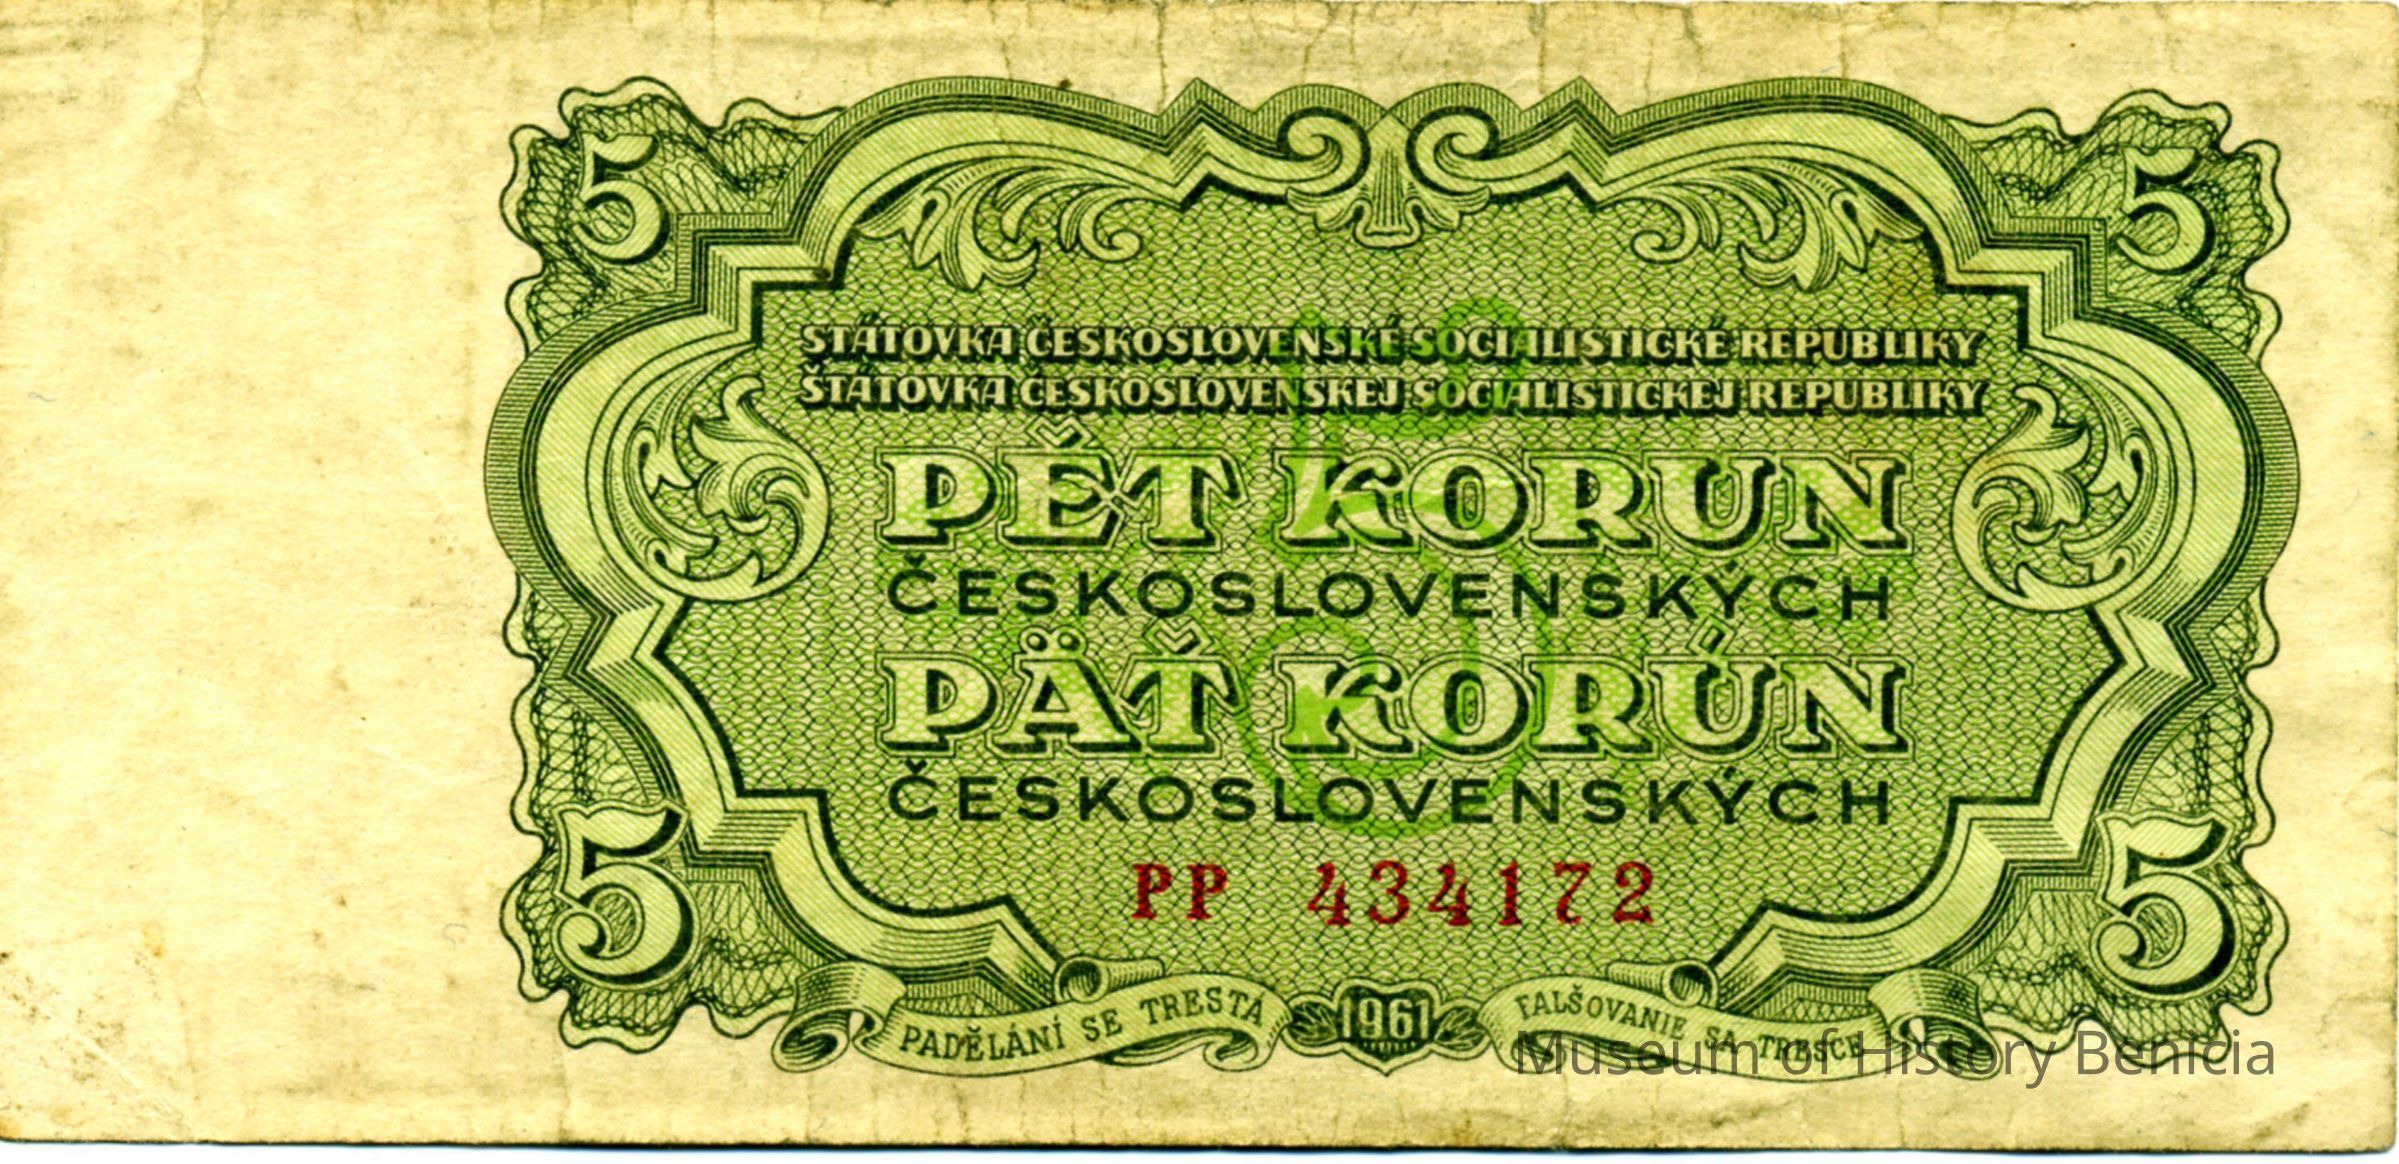 5 5
STÁTOVKA ČESKOSLOVENSKÉ SOCIALISTICKÉ REPUBLIKY
ŠTÁTOVKA ČESKOSLOVENSKEJ SOCIALISTICKEJ REPUBLIKY
PĚT KORUN
ČESKOSLOVENSKÝCH
PÄŤ KORÚN
ČESKOSLOVENSKÝCH
5 5
PP 434172
PADĚLÁNÍ SE TRESTÁ 1961 FALŠOVANIE SA TRESCE
Museum of History Benicia